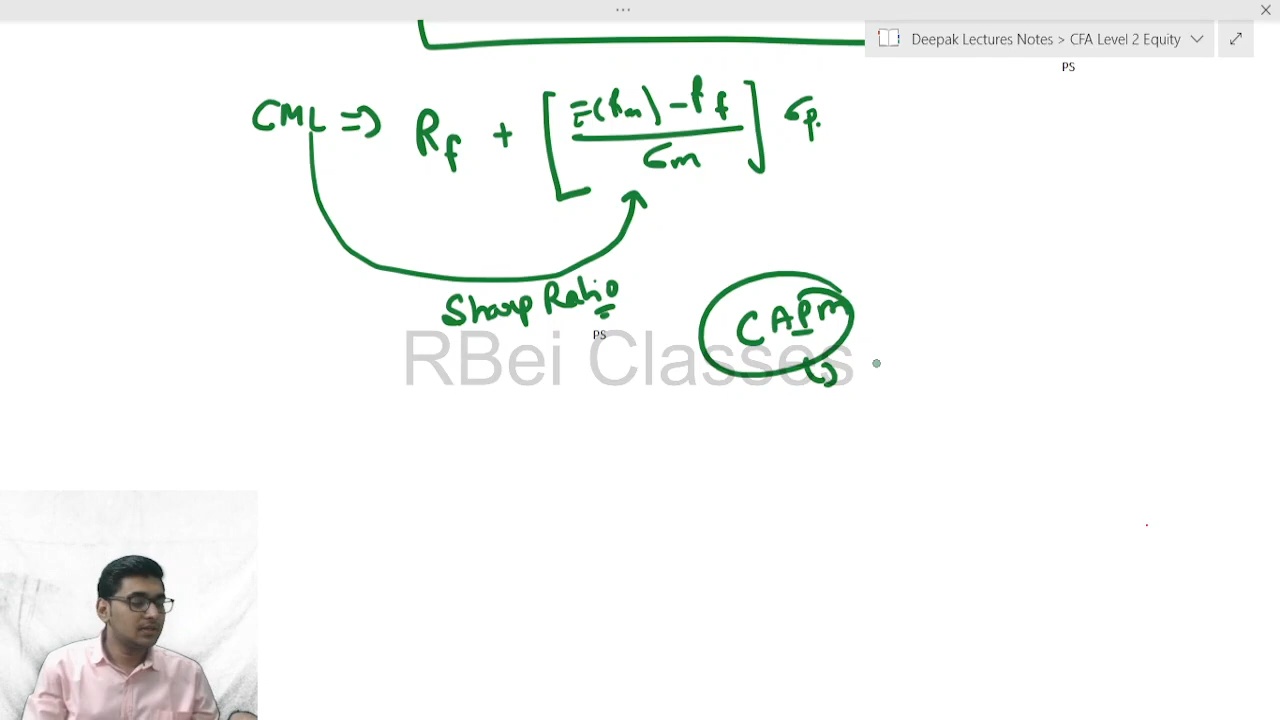 Deepak Lectures Notes > CFA Level 2 Equity
PS
CML => Rf + [E(Rm) - Rf / σm] σp.
Sharp Ratio
PS
CAPM
RBei Classes